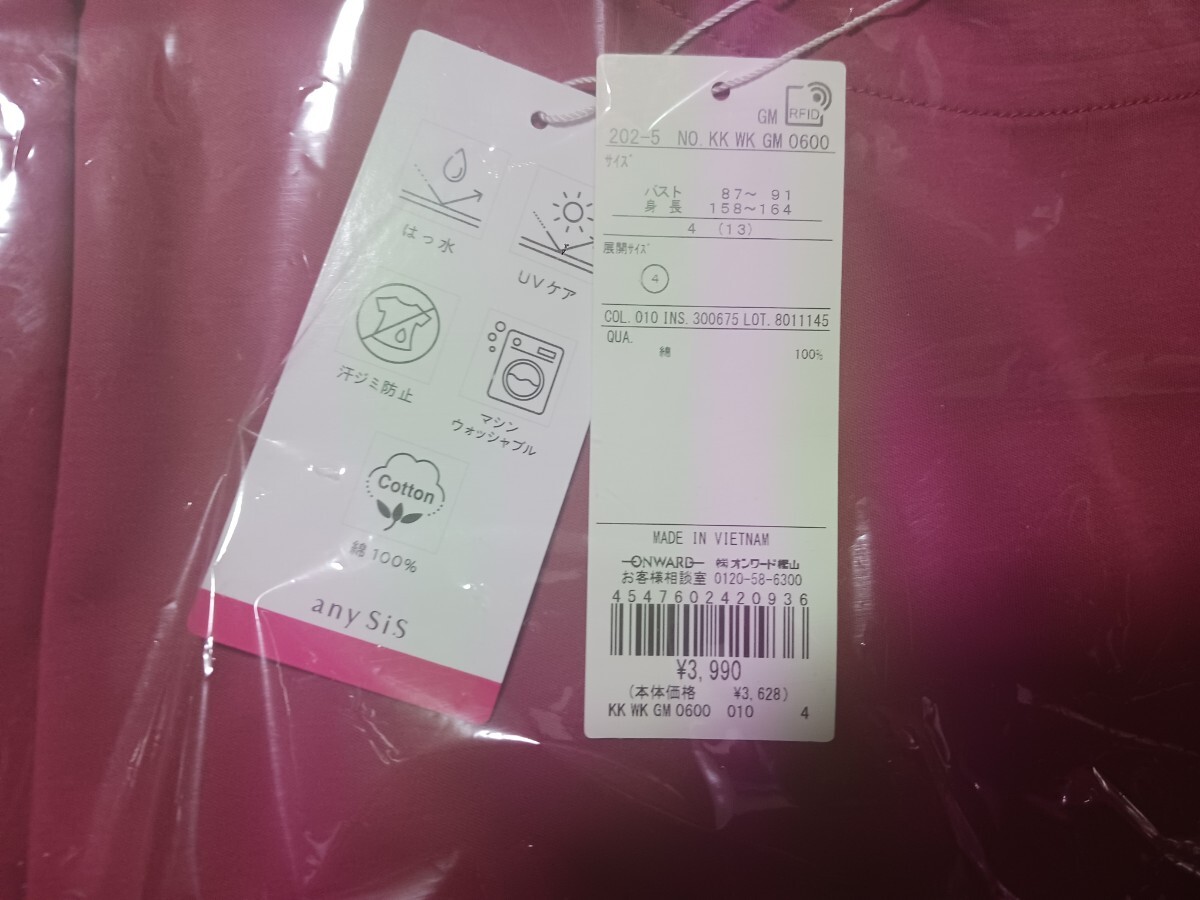 はっ水
UVケア
汗ジミ防止
マシン
ウォッシャブル
Cotton
綿100%
any SiS
GM RFID
202-5 NO. KK WK GM 0600
サイズ
バスト 87〜 91
身長 158〜164
4 (13)
展開サイズ
4
COL. 010 INS. 300675 LOT. 8011145
QUA.
綿 100%
MADE IN VIETNAM
ONWARD ㈱オンワード樫山
お客様相談室 0120-58-6300
4547602420936
¥3,990
(本体価格 ¥3,628)
KK WK GM 0600 010 4